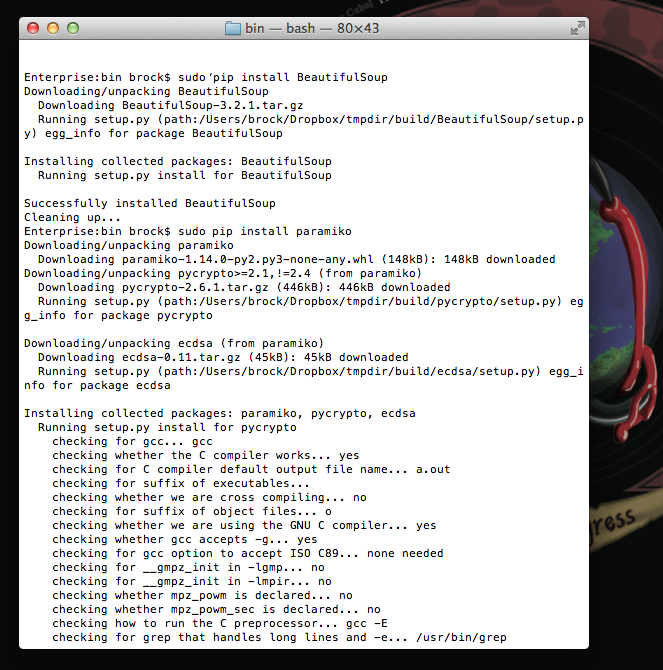 Cabal
bin — bash — 80×43
Enterprise:bin brock$ sudo pip install BeautifulSoup
Downloading/unpacking BeautifulSoup
  Downloading BeautifulSoup-3.2.1.tar.gz
  Running setup.py (path:/Users/brock/Dropbox/tmpdir/build/BeautifulSoup/setup.p
y) egg_info for package BeautifulSoup
Installing collected packages: BeautifulSoup
  Running setup.py install for BeautifulSoup
Successfully installed BeautifulSoup
Cleaning up...
Enterprise:bin brock$ sudo pip install paramiko
Downloading/unpacking paramiko
  Downloading paramiko-1.14.0-py2.py3-none-any.whl (148kB): 148kB downloaded
Downloading/unpacking pycrypto>=2.1,!=2.4 (from paramiko)
  Downloading pycrypto-2.6.1.tar.gz (446kB): 446kB downloaded
  Running setup.py (path:/Users/brock/Dropbox/tmpdir/build/pycrypto/setup.py) eg
g_info for package pycrypto
Downloading/unpacking ecdsa (from paramiko)
  Downloading ecdsa-0.11.tar.gz (45kB): 45kB downloaded
  Running setup.py (path:/Users/brock/Dropbox/tmpdir/build/ecdsa/setup.py) egg_i
nfo for package ecdsa
Installing collected packages: paramiko, pycrypto, ecdsa
  Running setup.py install for pycrypto
    checking for gcc... gcc
    checking whether the C compiler works... yes
    checking for C compiler default output file name... a.out
    checking for suffix of executables...
    checking whether we are cross compiling... no
    checking for suffix of object files... o
    checking whether we are using the GNU C compiler... yes
    checking whether gcc accepts -g... yes
    checking for gcc option to accept ISO C89... none needed
    checking for __gmpz_init in -lgmp... no
    checking for __gmpz_init in -lmpir... no
    checking whether mpz_powm is declared... no
    checking whether mpz_powm_sec is declared... no
    checking how to run the C preprocessor... gcc -E
    checking for grep that handles long lines and -e... /usr/bin/grep
gress